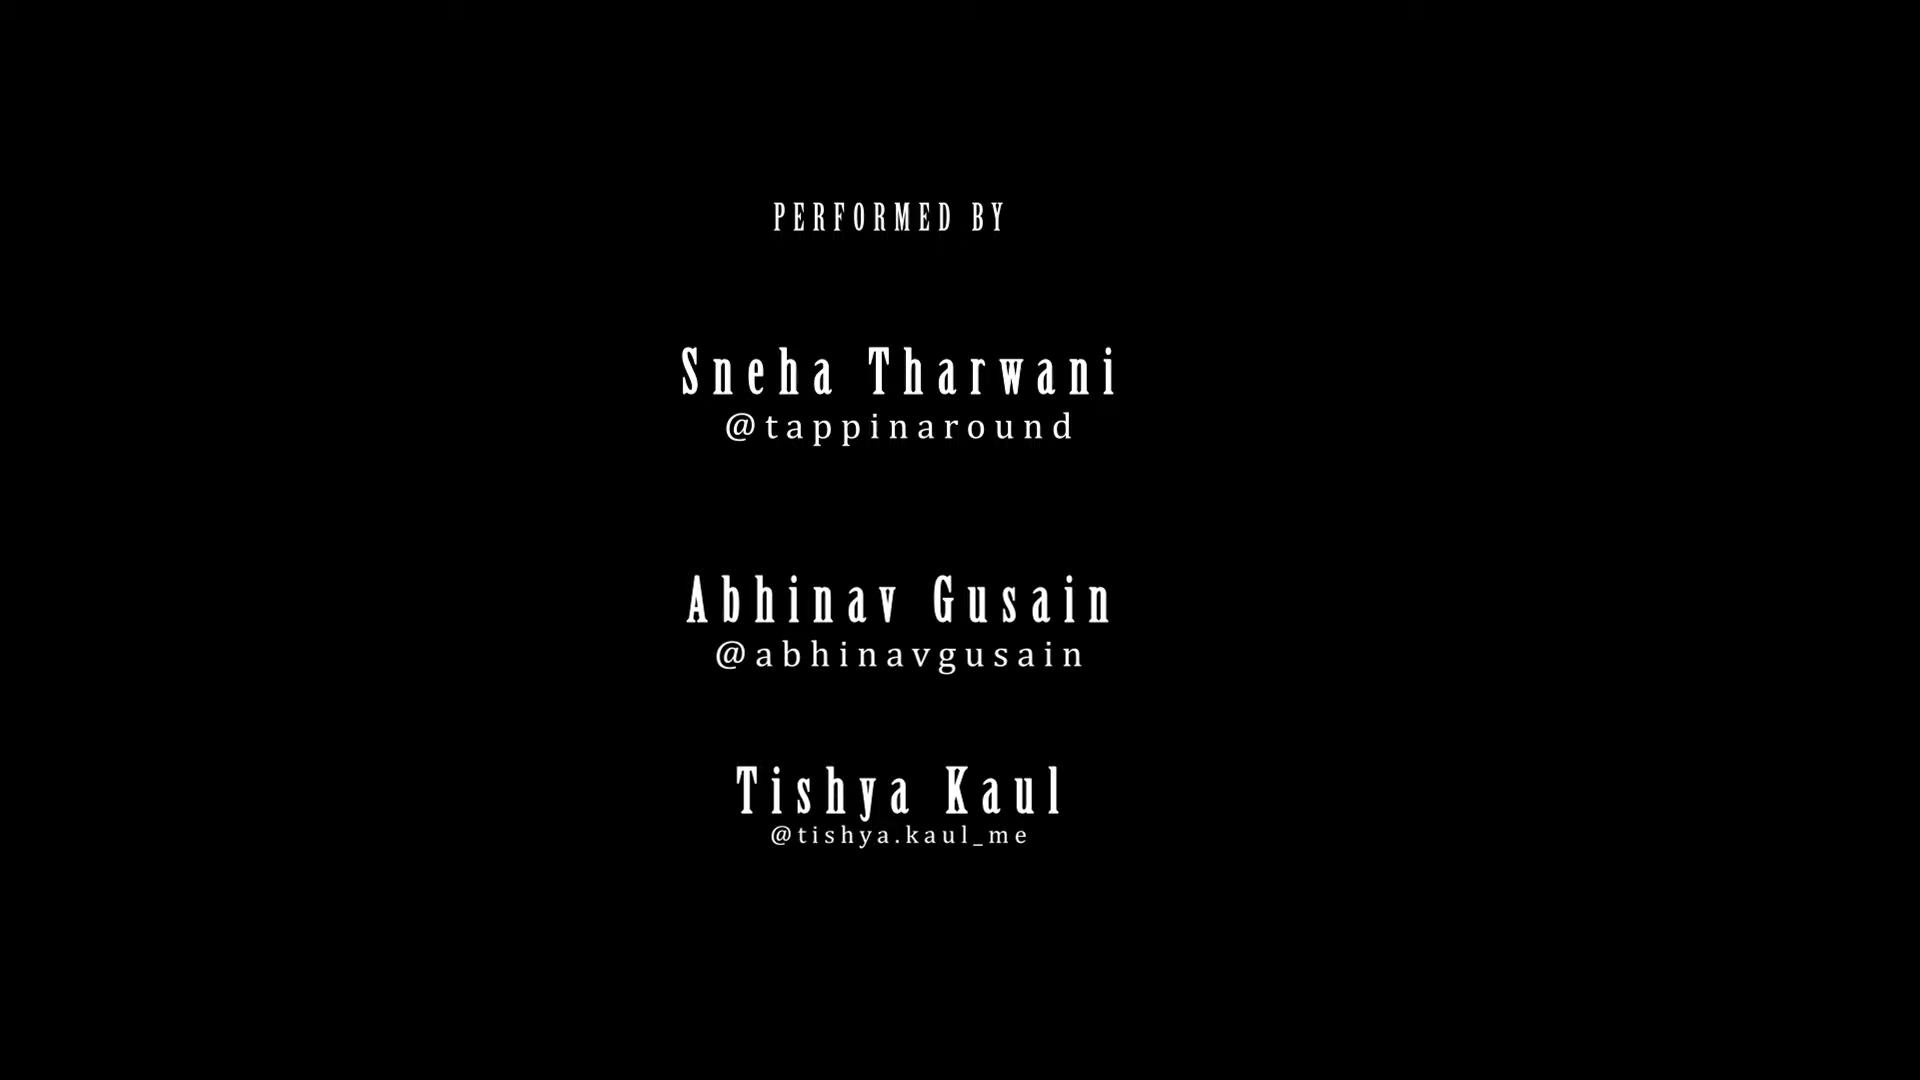 PERFORMED BY
Sneha Tharwani
@tappinaround
Abhinav Gusain
@abhinavgusain
Tishya Kaul
@tishya.kaul_me